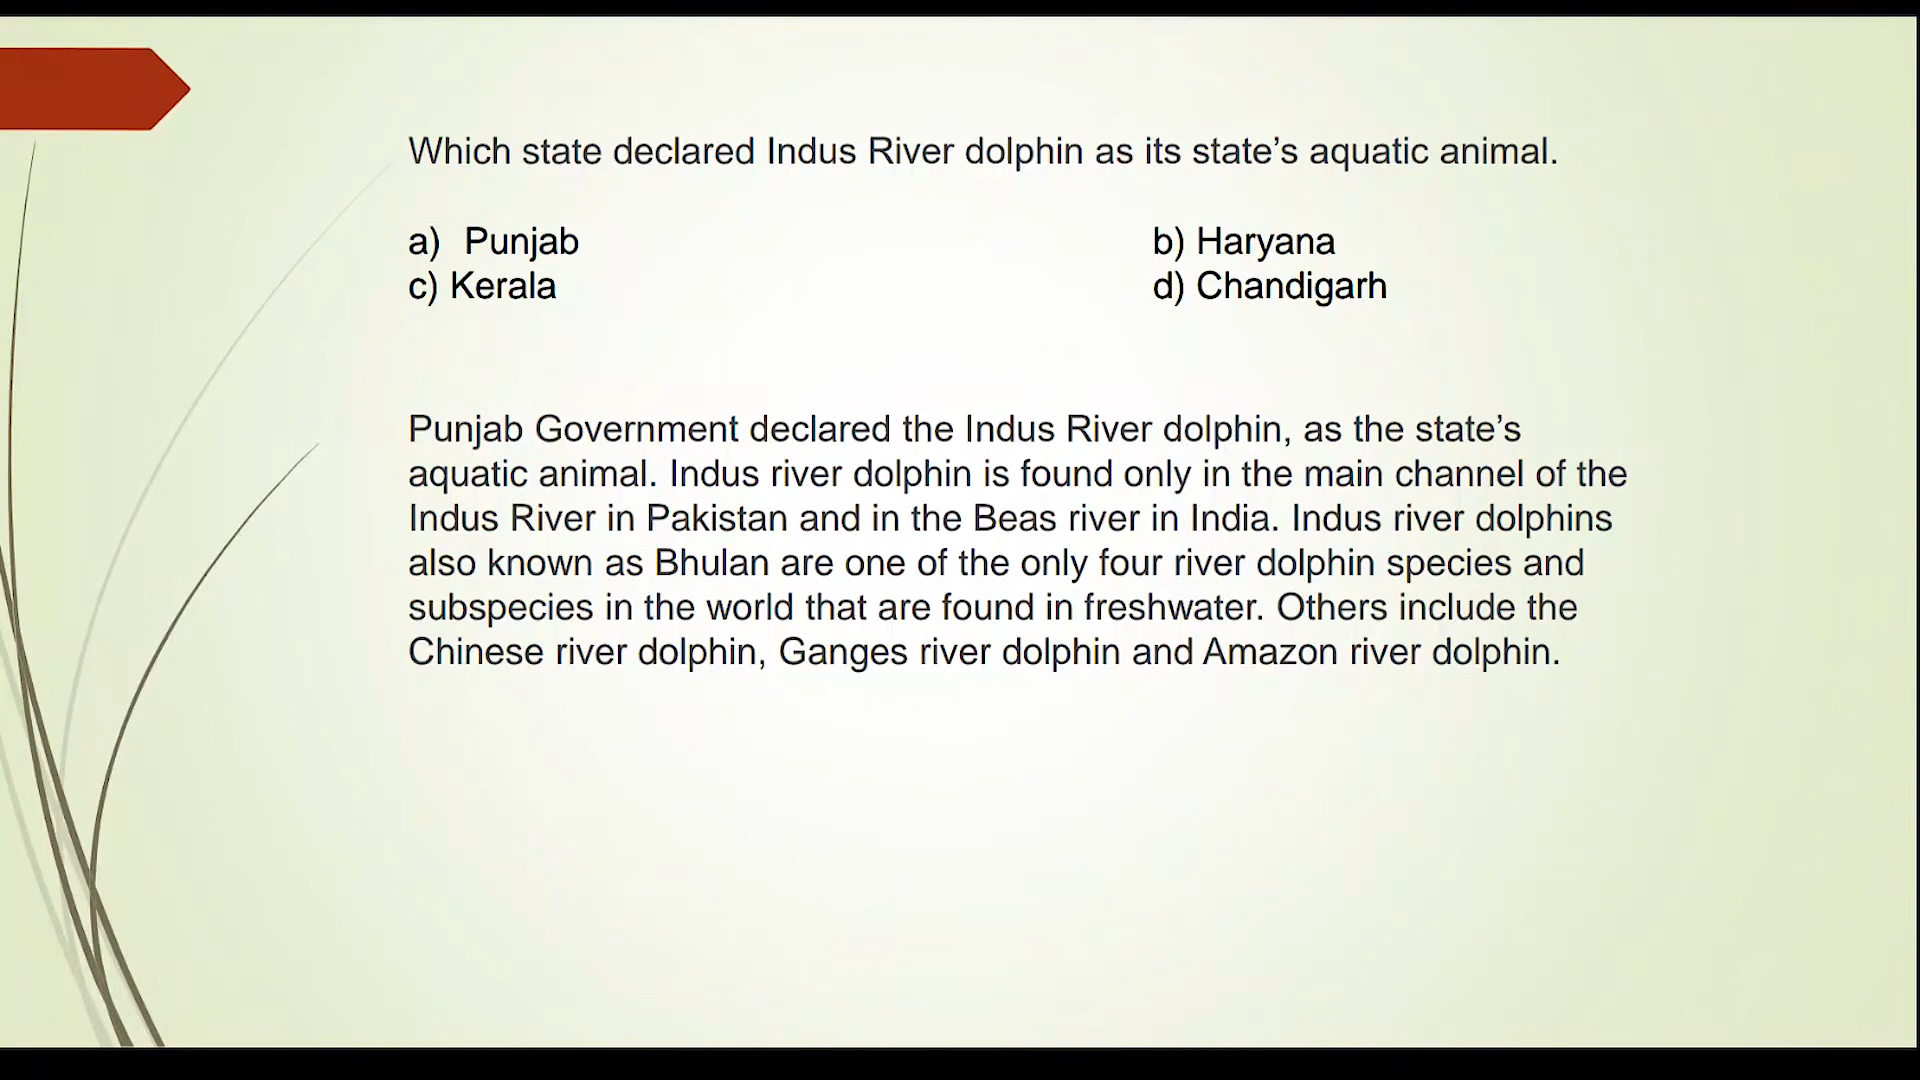 Which state declared Indus River dolphin as its state’s aquatic animal.
a) Punjab
b) Haryana
c) Kerala
d) Chandigarh
Punjab Government declared the Indus River dolphin, as the state’s
aquatic animal. Indus river dolphin is found only in the main channel of the
Indus River in Pakistan and in the Beas river in India. Indus river dolphins
also known as Bhulan are one of the only four river dolphin species and
subspecies in the world that are found in freshwater. Others include the
Chinese river dolphin, Ganges river dolphin and Amazon river dolphin.